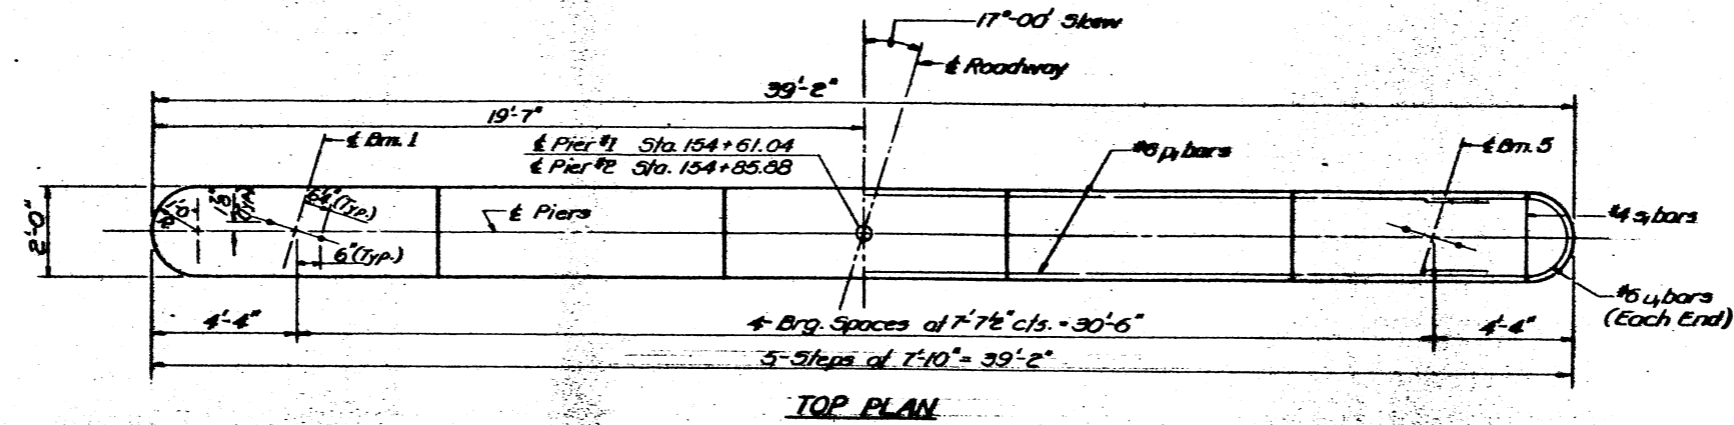 17°-00' Skew
℄ Roadway
39'-2"
19'-7"
℄ Bm. 1
℄ Pier #1 Sta. 154+61.04
℄ Pier #2 Sta. 154+85.88
#6 p₁ bars
℄ Bm. 5
2'-0"
(Typ.)
(Typ.)
℄ Piers
6" (Typ.)
#4 s₁ bars
#6 u₁ bars
(Each End)
4'-4"
4-Brg. Spaces at 7'-7½" c/s. = 30'-6"
4'-4"
5-Steps at 7'-10" = 39'-2"
TOP PLAN